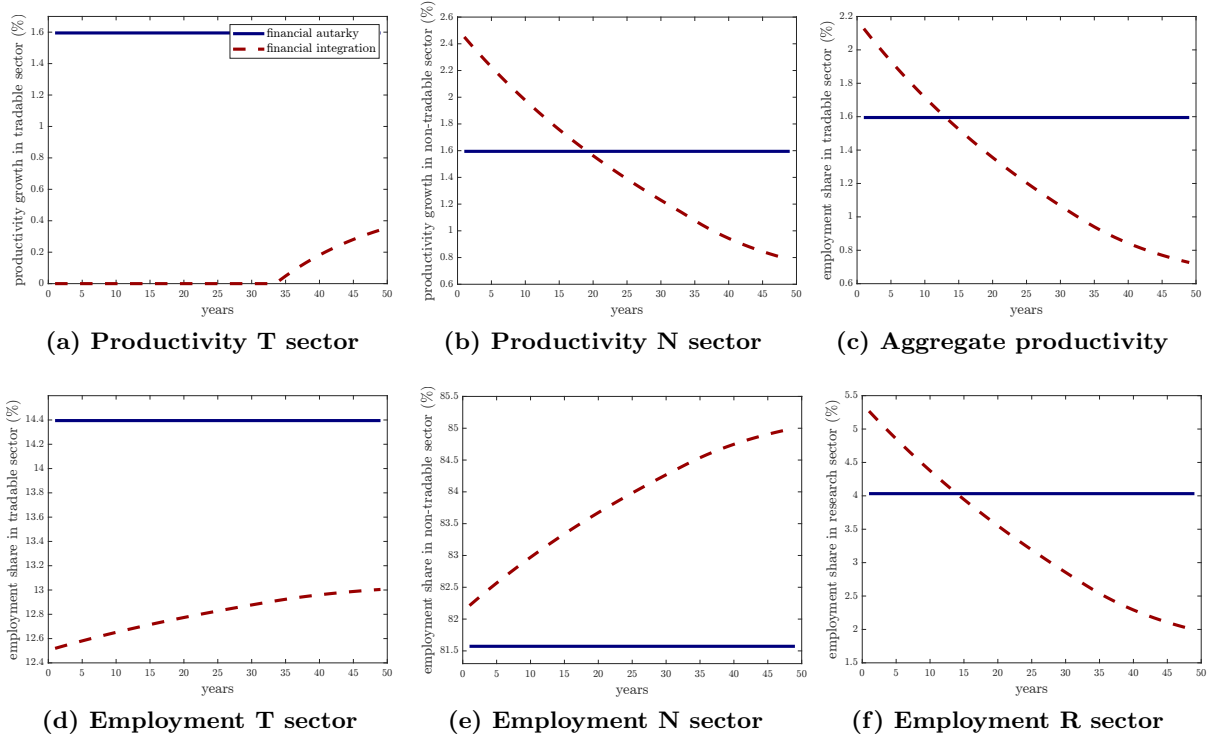 productivity growth in tradable sector (%)
1.6
1.4
1.2
1
0.8
0.6
0.4
0.2
0
financial autarky
financial integration
0 5 10 15 20 25 30 35 40 45 50
years
(a) Productivity T sector
productivity growth in non-tradable sector (%)
2.6
2.4
2.2
2
1.8
1.6
1.4
1.2
1
0.8
0.6
0 10 20 30 40 50
years
(b) Productivity N sector
employment share in tradable sector (%)
2.2
2
1.8
1.6
1.4
1.2
1
0.8
0.6
0 10 20 30 40 50
years
(c) Aggregate productivity
employment share in tradable sector (%)
14.4
14.2
14
13.8
13.6
13.4
13.2
13
12.8
12.6
12.4
0 5 10 15 20 25 30 35 40 45 50
years
(d) Employment T sector
employment share in non-tradable sector (%)
85.5
85
84.5
84
83.5
83
82.5
82
81.5
0 5 10 15 20 25 30 35 40 45 50
years
(e) Employment N sector
employment share in research sector (%)
5.5
5
4.5
4
3.5
3
2.5
2
1.5
0 5 10 15 20 25 30 35 40 45 50
years
(f) Employment R sector